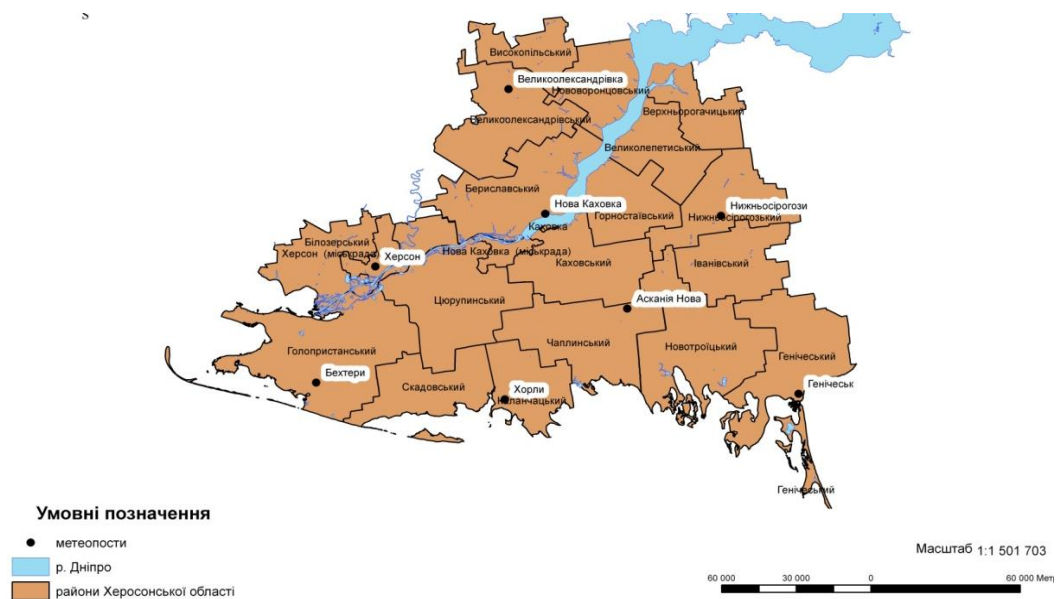 s
Високопільський
Великоолександрівка
Нововоронцовський
Великоолександрівський
Верхньорогачицький
Великолепетиський
Бериславський
Нова Каховка
Горностаївський
Нижньосірогози
Нижньосірогозький
Каховка
Білозерський
Херсон (міськрада)
Херсон
Нова Каховка (міськрада)
Каховський
Іванівський
Цюрупинський
Асканія Нова
Чаплинський
Новотроїцький
Генічеський
Голопристанський
Бехтери
Скадовський
Хорли
Каланчацький
Генічеськ
Генічеський
Умовні позначення
метеопости
р. Дніпро
райони Херосонської області
Масштаб 1:1 501 703
60 000 30 000 0 60 000 Метр